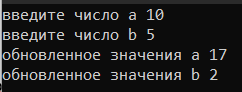 введите число a 10
введите число b 5
обновленное значения a 17
обновленное значения b 2